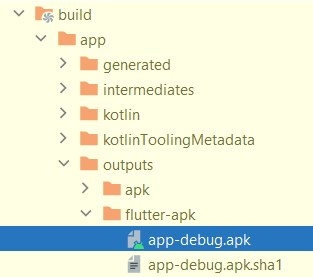 build
app
generated
intermediates
kotlin
kotlinToolingMetadata
outputs
apk
flutter-apk
app-debug.apk
app-debug.apk.sha1